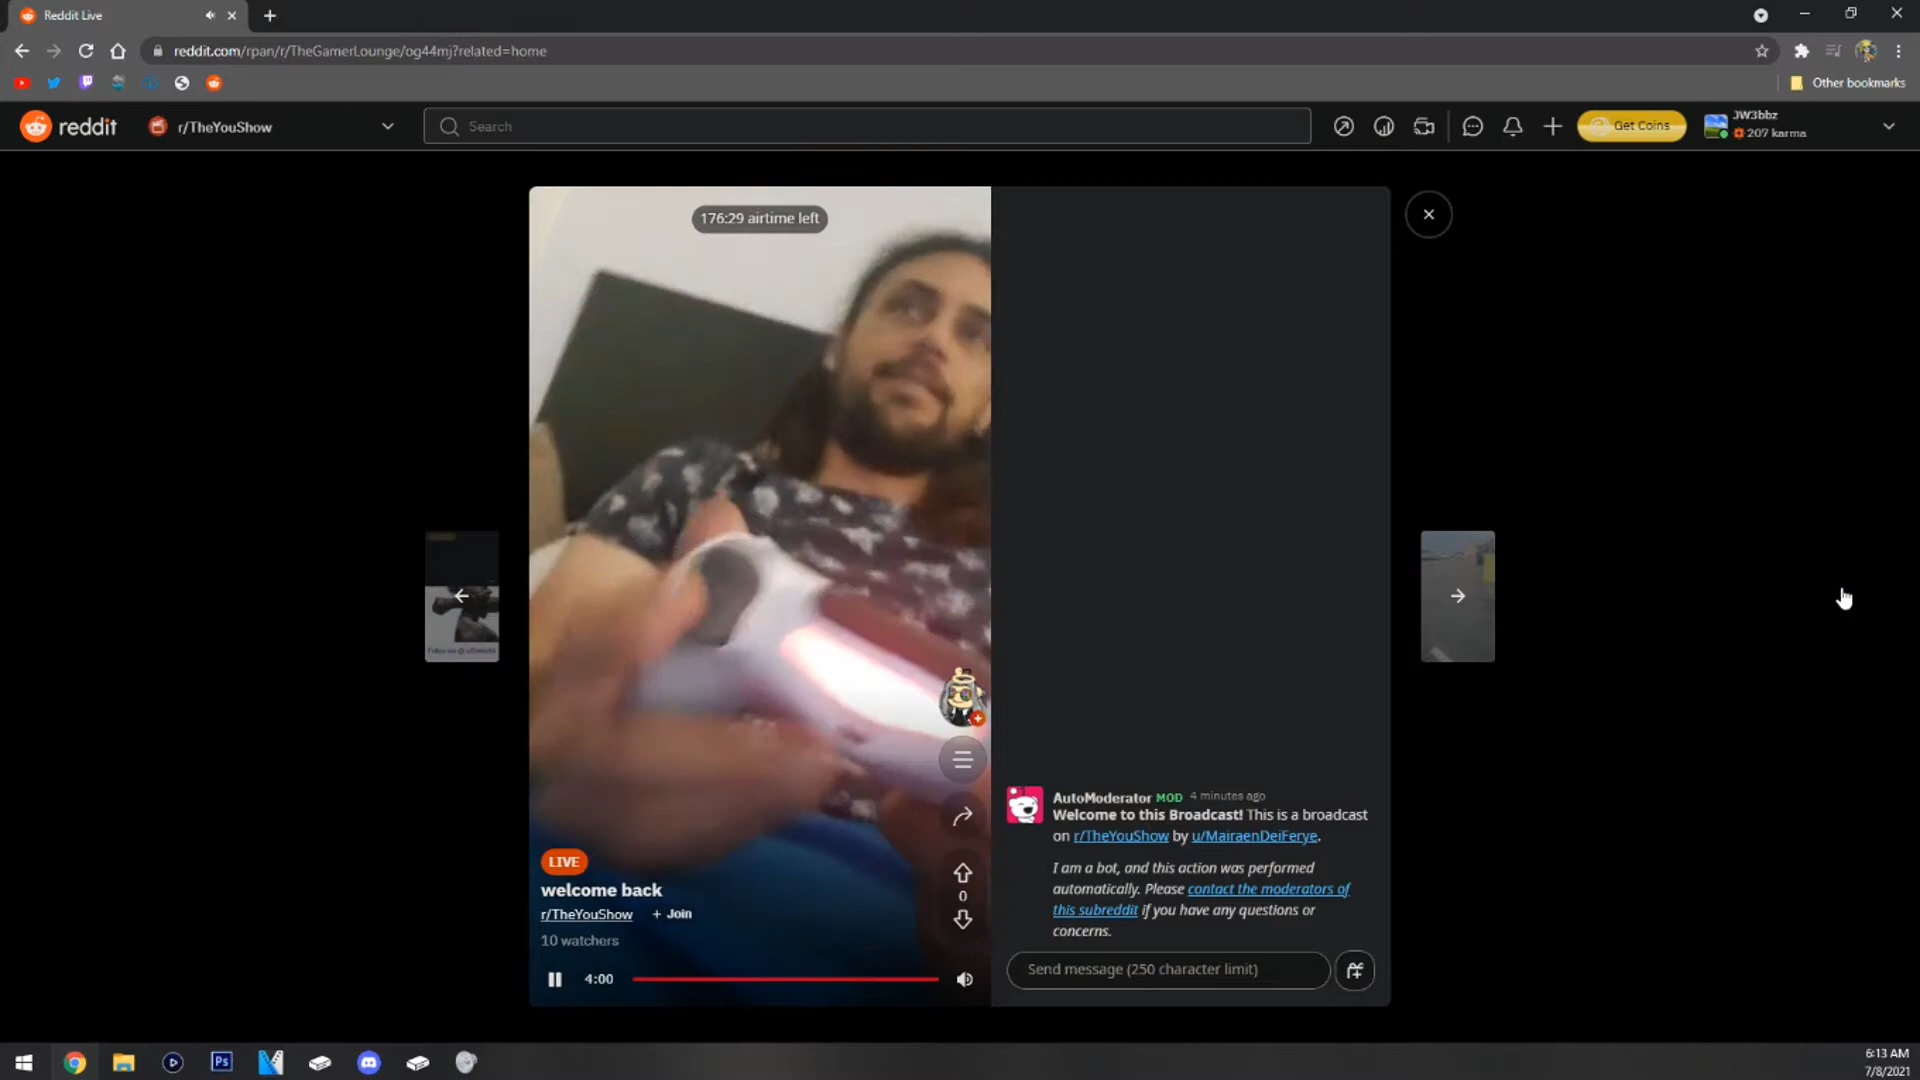 Reddit Live
reddit.com/rpan/r/TheGamerLounge/og44mj?related=home
Other bookmarks
reddit
r/TheYouShow
Search
Get Coins
JW3bbz
207 karma
176:29 airtime left
LIVE
welcome back
r/TheYouShow + Join
10 watchers
0
4:00
AutoModerator MOD 4 minutes ago
Welcome to this Broadcast! This is a broadcast
on r/TheYouShow by u/MairaenDeiFerye.
I am a bot, and this action was performed
automatically. Please contact the moderators of
this subreddit if you have any questions or
concerns.
Send message (250 character limit)
Ps
6:13 AM
7/8/2021